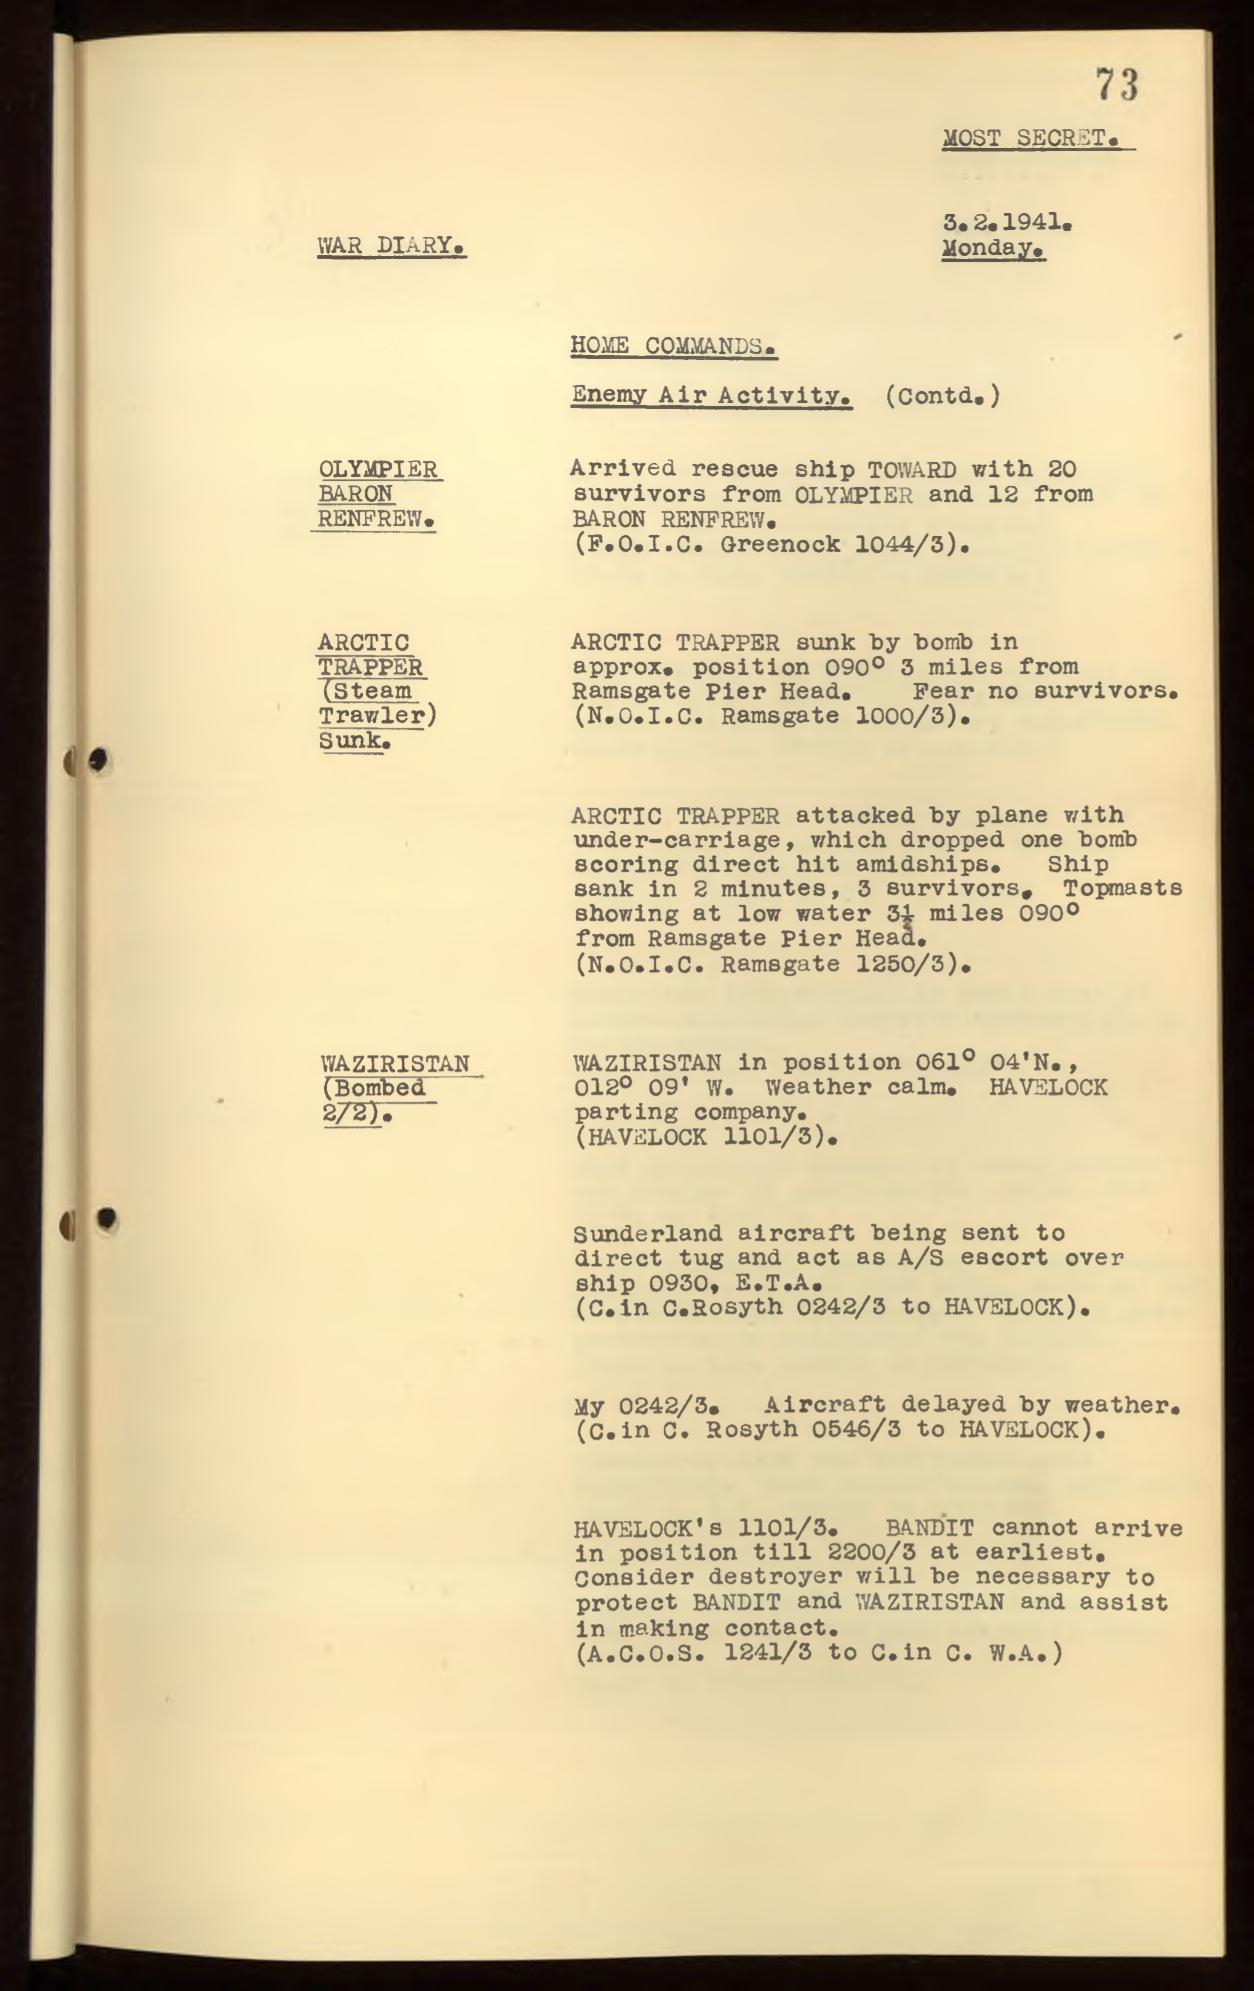 73
MOST SECRET.
3.2.1941.
WAR DIARY.
Monday.
HOME COMMANDS.
Enemy Air Activity. (Contd.)
OLYMPIER
BARON
RENFREW.
Arrived rescue ship TOWARD with 20
survivors from OLYMPIER and 12 from
BARON RENFREW.
(F.O.I.C. Greenock 1044/3).
ARCTIC
TRAPPER
(Steam
Trawler)
Sunk.
ARCTIC TRAPPER sunk by bomb in
approx. position 090° 3 miles from
Ramsgate Pier Head. Fear no survivors.
(N.O.I.C. Ramsgate 1000/3).
ARCTIC TRAPPER attacked by plane with
under-carriage, which dropped one bomb
scoring direct hit amidships. Ship
sank in 2 minutes, 3 survivors. Topmasts
showing at low water 3½ miles 090°
from Ramsgate Pier Head.
(N.O.I.C. Ramsgate 1250/3).
WAZIRISTAN
(Bombed
2/2).
WAZIRISTAN in position 061° 04'N.,
012° 09' W. Weather calm. HAVELOCK
parting company.
(HAVELOCK 1101/3).
Sunderland aircraft being sent to
direct tug and act as A/S escort over
ship 0930, E.T.A.
(C.in C.Rosyth 0242/3 to HAVELOCK).
My 0242/3. Aircraft delayed by weather.
(C.in C. Rosyth 0546/3 to HAVELOCK).
HAVELOCK's 1101/3. BANDIT cannot arrive
in position till 2200/3 at earliest.
Consider destroyer will be necessary to
protect BANDIT and WAZIRISTAN and assist
in making contact.
(A.C.O.S. 1241/3 to C.in C. W.A.)